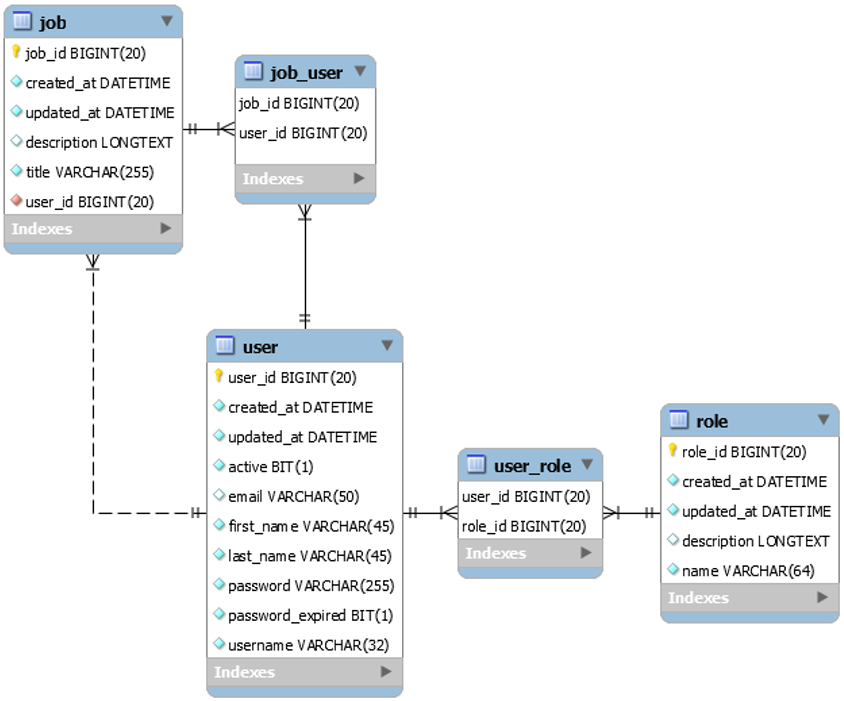 job
job_id BIGINT(20)
created_at DATETIME
updated_at DATETIME
description LONGTEXT
title VARCHAR(255)
user_id BIGINT(20)
Indexes
job_user
job_id BIGINT(20)
user_id BIGINT(20)
Indexes
user
user_id BIGINT(20)
created_at DATETIME
updated_at DATETIME
active BIT(1)
email VARCHAR(50)
first_name VARCHAR(45)
last_name VARCHAR(45)
password VARCHAR(255)
password_expired BIT(1)
username VARCHAR(32)
Indexes
user_role
user_id BIGINT(20)
role_id BIGINT(20)
Indexes
role
role_id BIGINT(20)
created_at DATETIME
updated_at DATETIME
description LONGTEXT
name VARCHAR(64)
Indexes